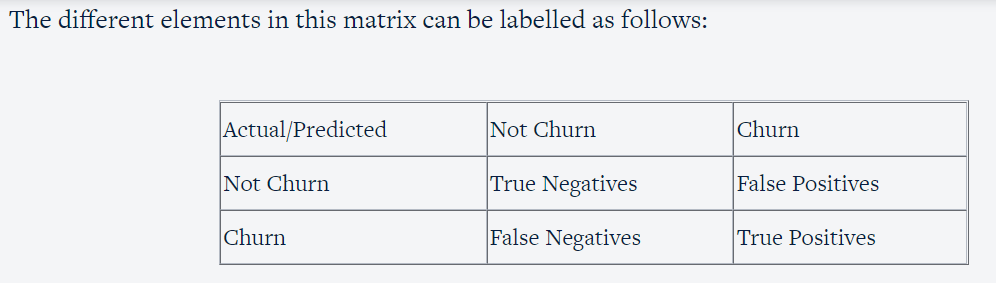 The different elements in this matrix can be labelled as follows:
Actual/Predicted Not Churn Churn
Not Churn True Negatives False Positives
Churn False Negatives True Positives